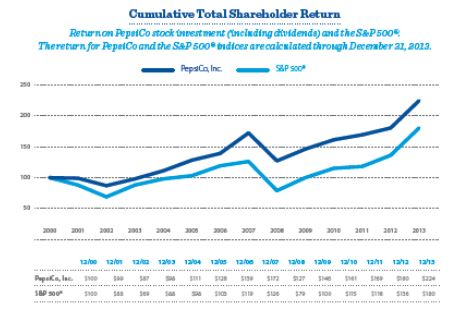 Cumulative Total Shareholder Return
Return on PepsiCo stock investment (including dividends) and the S&P 500®.
The return for PepsiCo and the S&P 500® indices are calculated through December 31, 2013.
PepsiCo, Inc. S&P 500®
250
200
150
100
50
2000 2001 2002 2003 2004 2005 2006 2007 2008 2009 2010 2011 2012 2013
12/00 12/01 12/02 12/03 12/04 12/05 12/06 12/07 12/08 12/09 12/10 12/11 12/12 12/13
PepsiCo, Inc. $100 $99 $87 $98 $111 $128 $139 $172 $127 $146 $161 $169 $180 $224
S&P 500® $100 $88 $69 $88 $98 $103 $119 $126 $79 $100 $115 $118 $136 $180